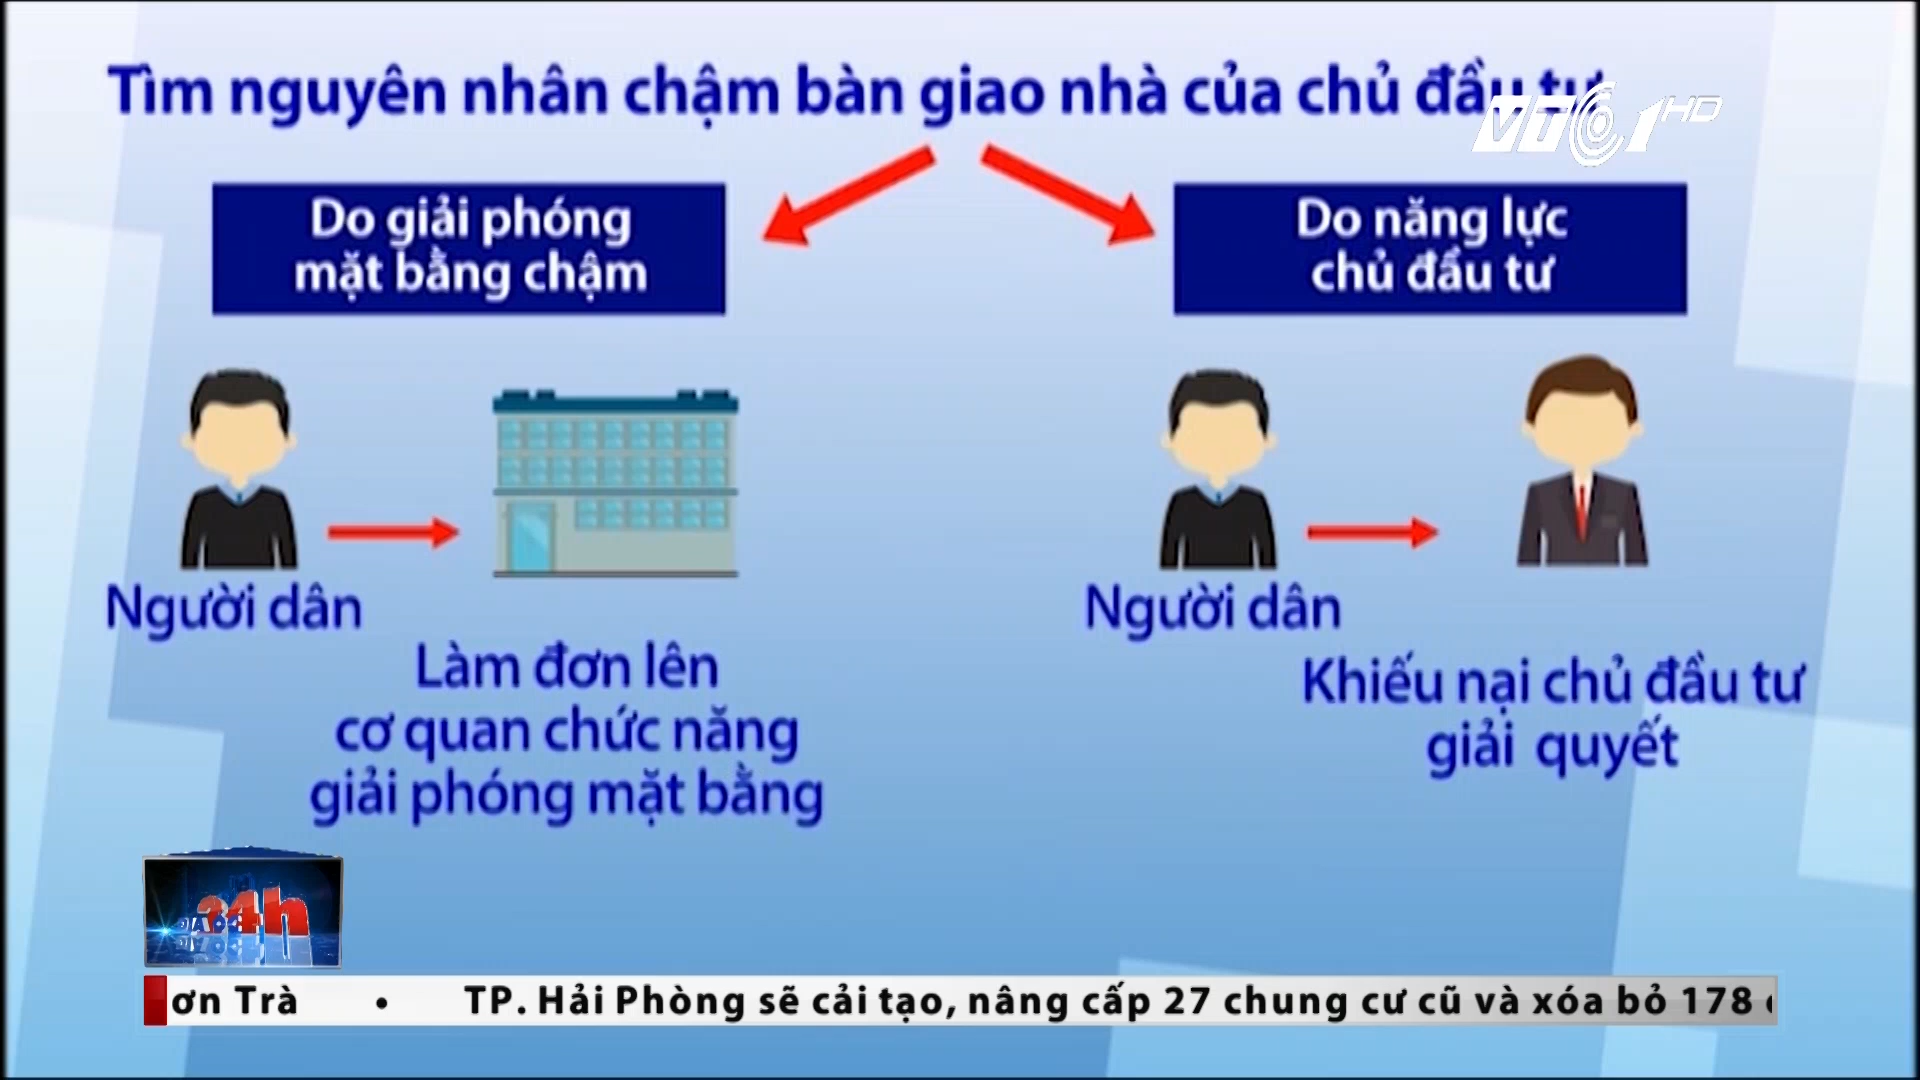 Tìm nguyên nhân chậm bàn giao nhà của chủ đầu tư
VTC1HD
Do giải phóng
mặt bằng chậm
Do năng lực
chủ đầu tư
Người dân
Làm đơn lên
cơ quan chức năng
giải phóng mặt bằng
Người dân
Khiếu nại chủ đầu tư
giải quyết
24h
ơn Trà • TP. Hải Phòng sẽ cải tạo, nâng cấp 27 chung cư cũ và xóa bỏ 178